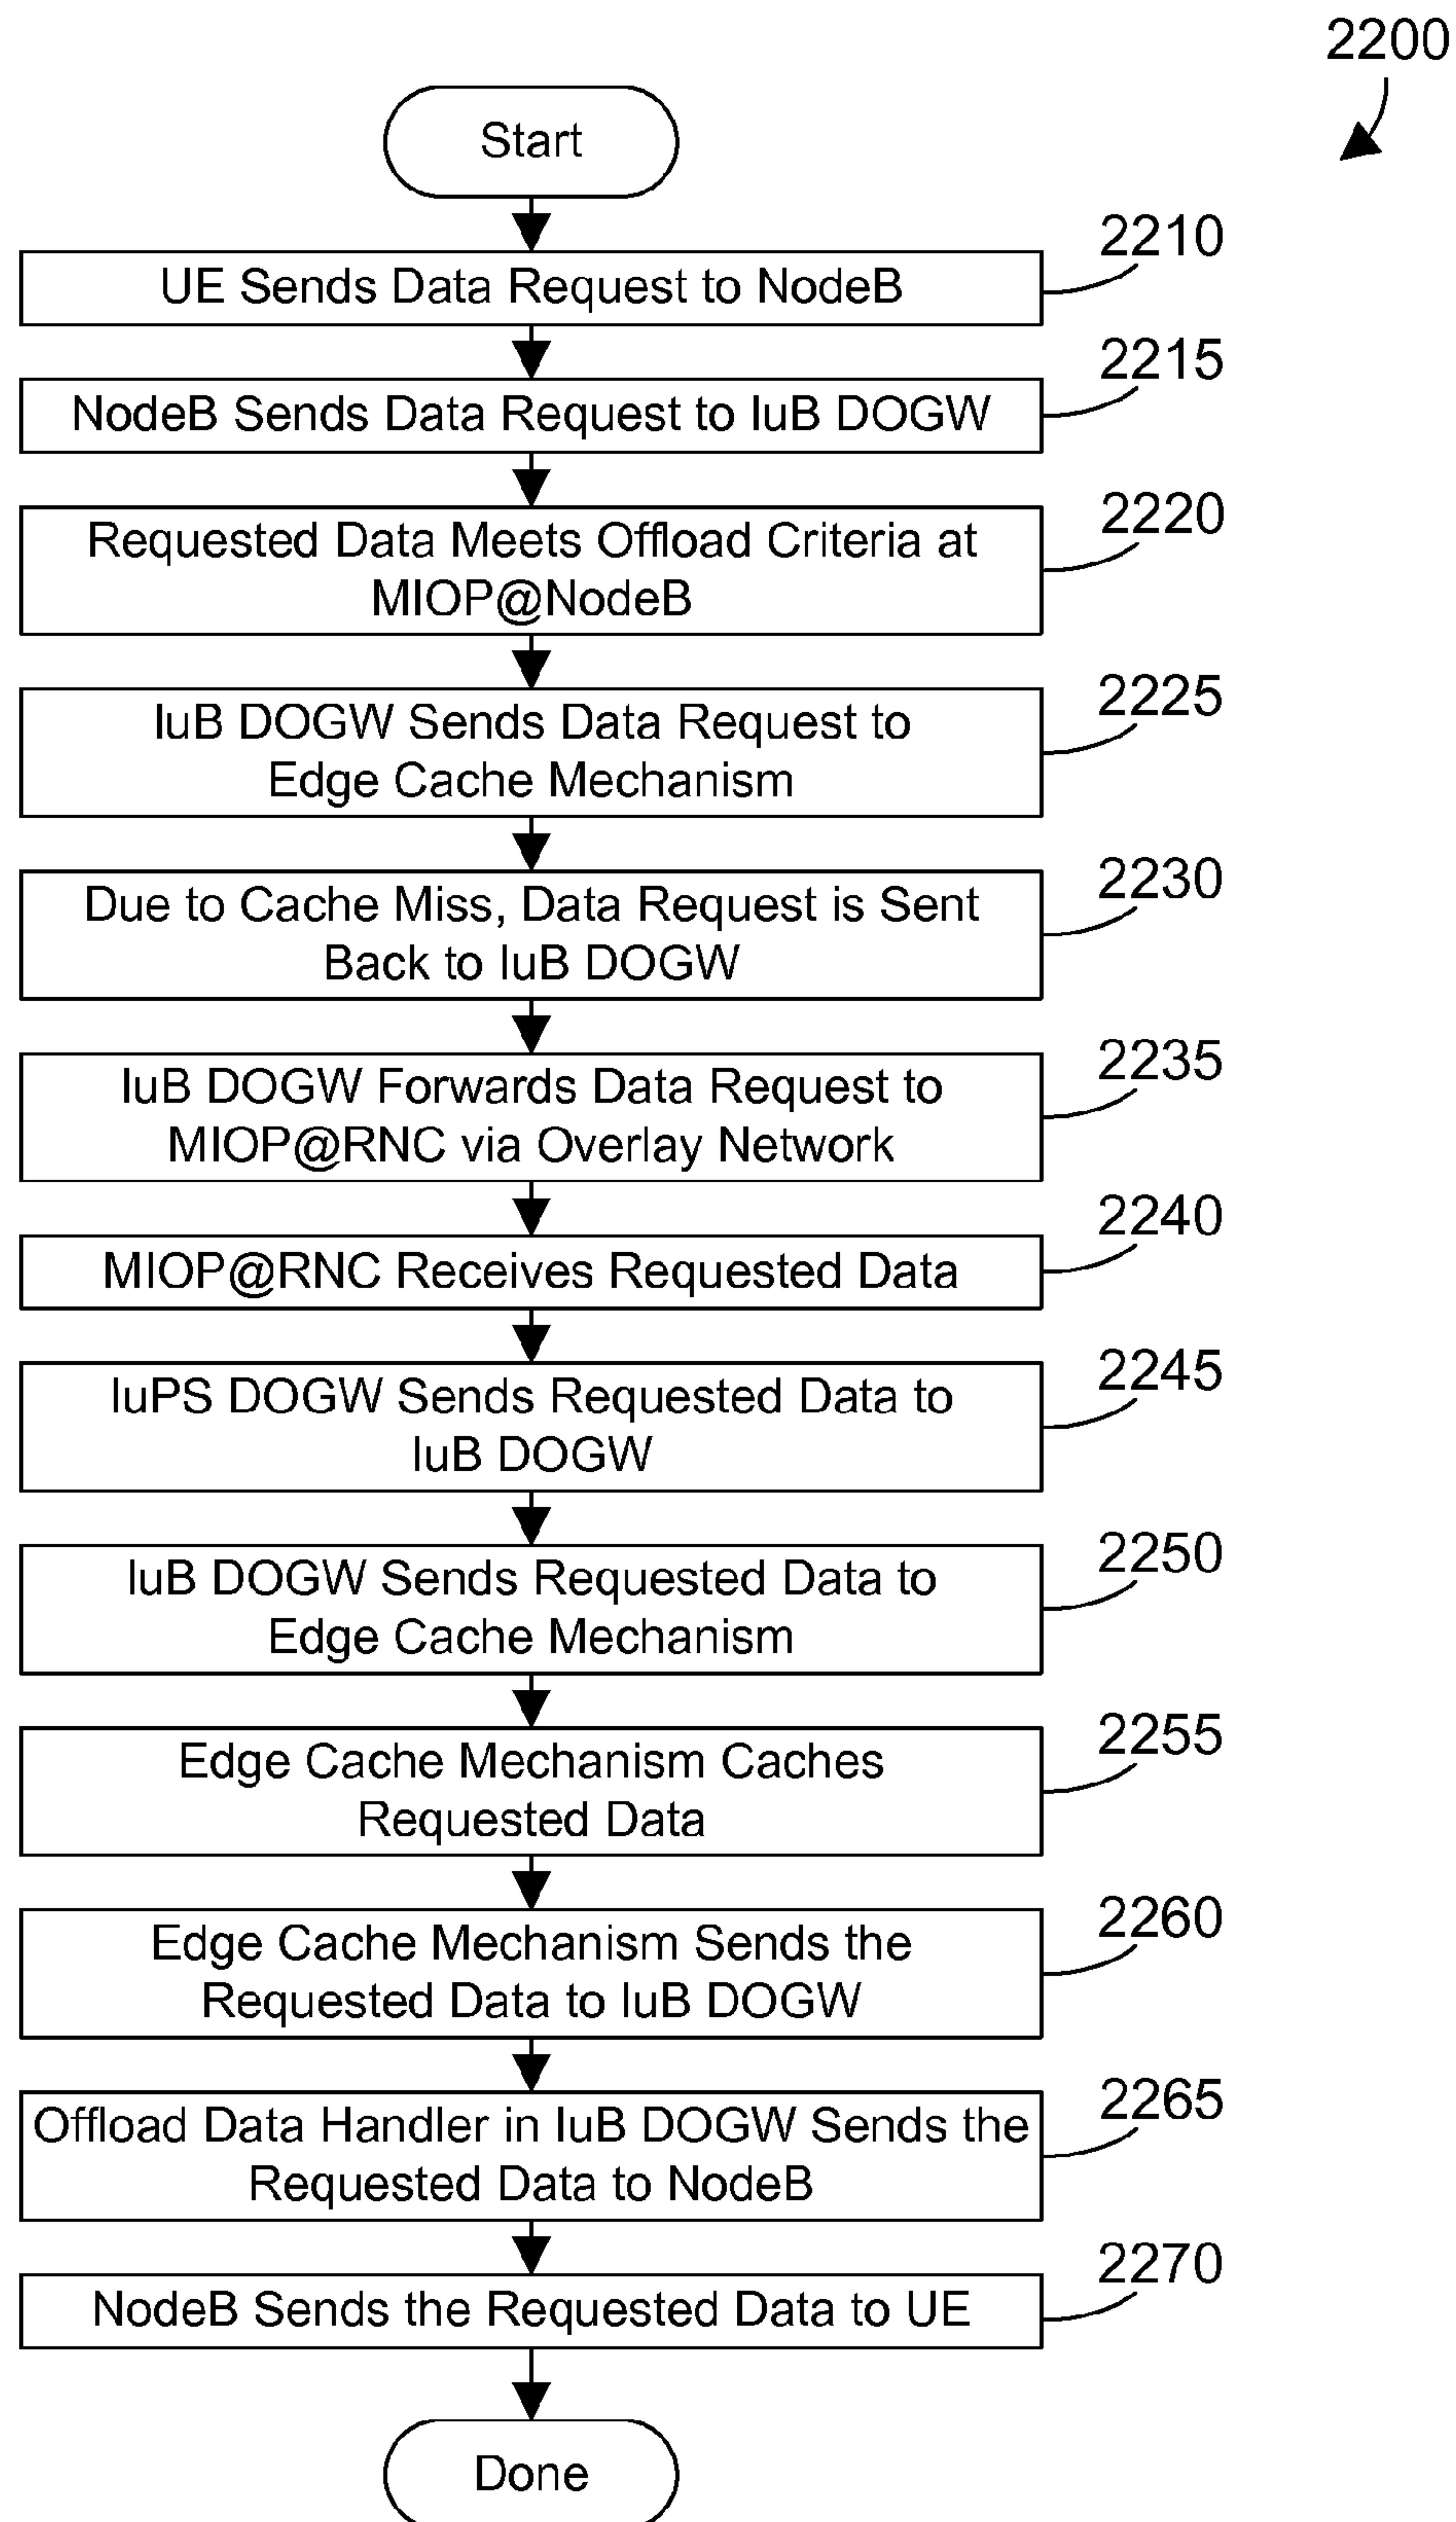 2200
Start
2210
UE Sends Data Request to NodeB
2215
NodeB Sends Data Request to IuB DOGW
2220
Requested Data Meets Offload Criteria at
MIOP@NodeB
2225
IuB DOGW Sends Data Request to
Edge Cache Mechanism
2230
Due to Cache Miss, Data Request is Sent
Back to IuB DOGW
2235
IuB DOGW Forwards Data Request to
MIOP@RNC via Overlay Network
2240
MIOP@RNC Receives Requested Data
2245
IuPS DOGW Sends Requested Data to
IuB DOGW
2250
IuB DOGW Sends Requested Data to
Edge Cache Mechanism
2255
Edge Cache Mechanism Caches
Requested Data
2260
Edge Cache Mechanism Sends the
Requested Data to IuB DOGW
2265
Offload Data Handler in IuB DOGW Sends the
Requested Data to NodeB
2270
NodeB Sends the Requested Data to UE
Done